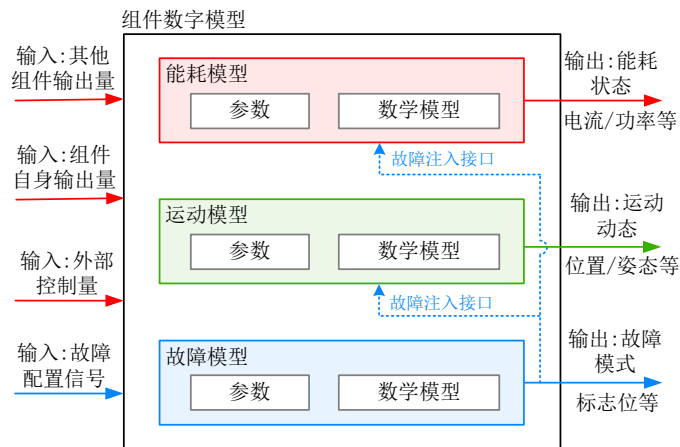 组件数字模型
输入:其他
组件输出量
输入:组件
自身输出量
输入:外部
控制量
输入:故障
配置信号
能耗模型
参数
数学模型
故障注入接口
运动模型
参数
数学模型
故障注入接口
故障模型
参数
数学模型
输出:能耗
状态
电流/功率等
输出:运动
动态
位置/姿态等
输出:故障
模式
标志位等